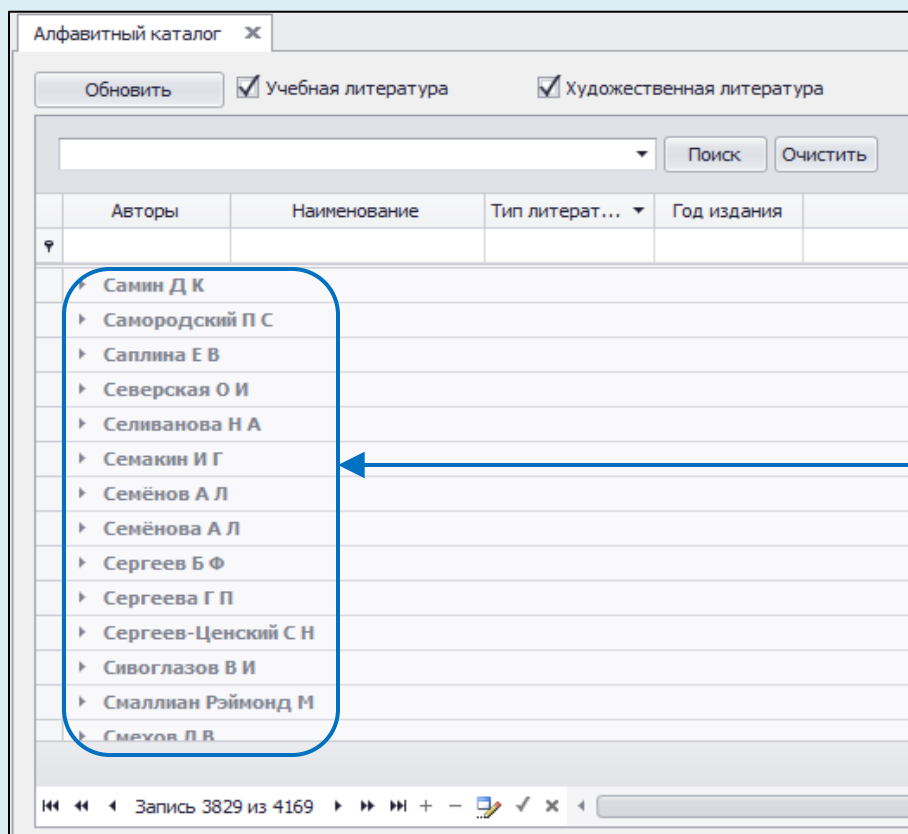 Алфавитный каталог
Обновить Учебная литература Художественная литература
Поиск Очистить
Авторы Наименование Тип литерат... Год издания
Самин Д К
Самородский П С
Саплина Е В
Северская О И
Селиванова Н А
Семакин И Г
Семёнов А Л
Семёнова А Л
Сергеев Б Ф
Сергеева Г П
Сергеев-Ценский С Н
Сивоглазов В И
Смаллиан Рэймонд М
Смехов Л В
Запись 3829 из 4169